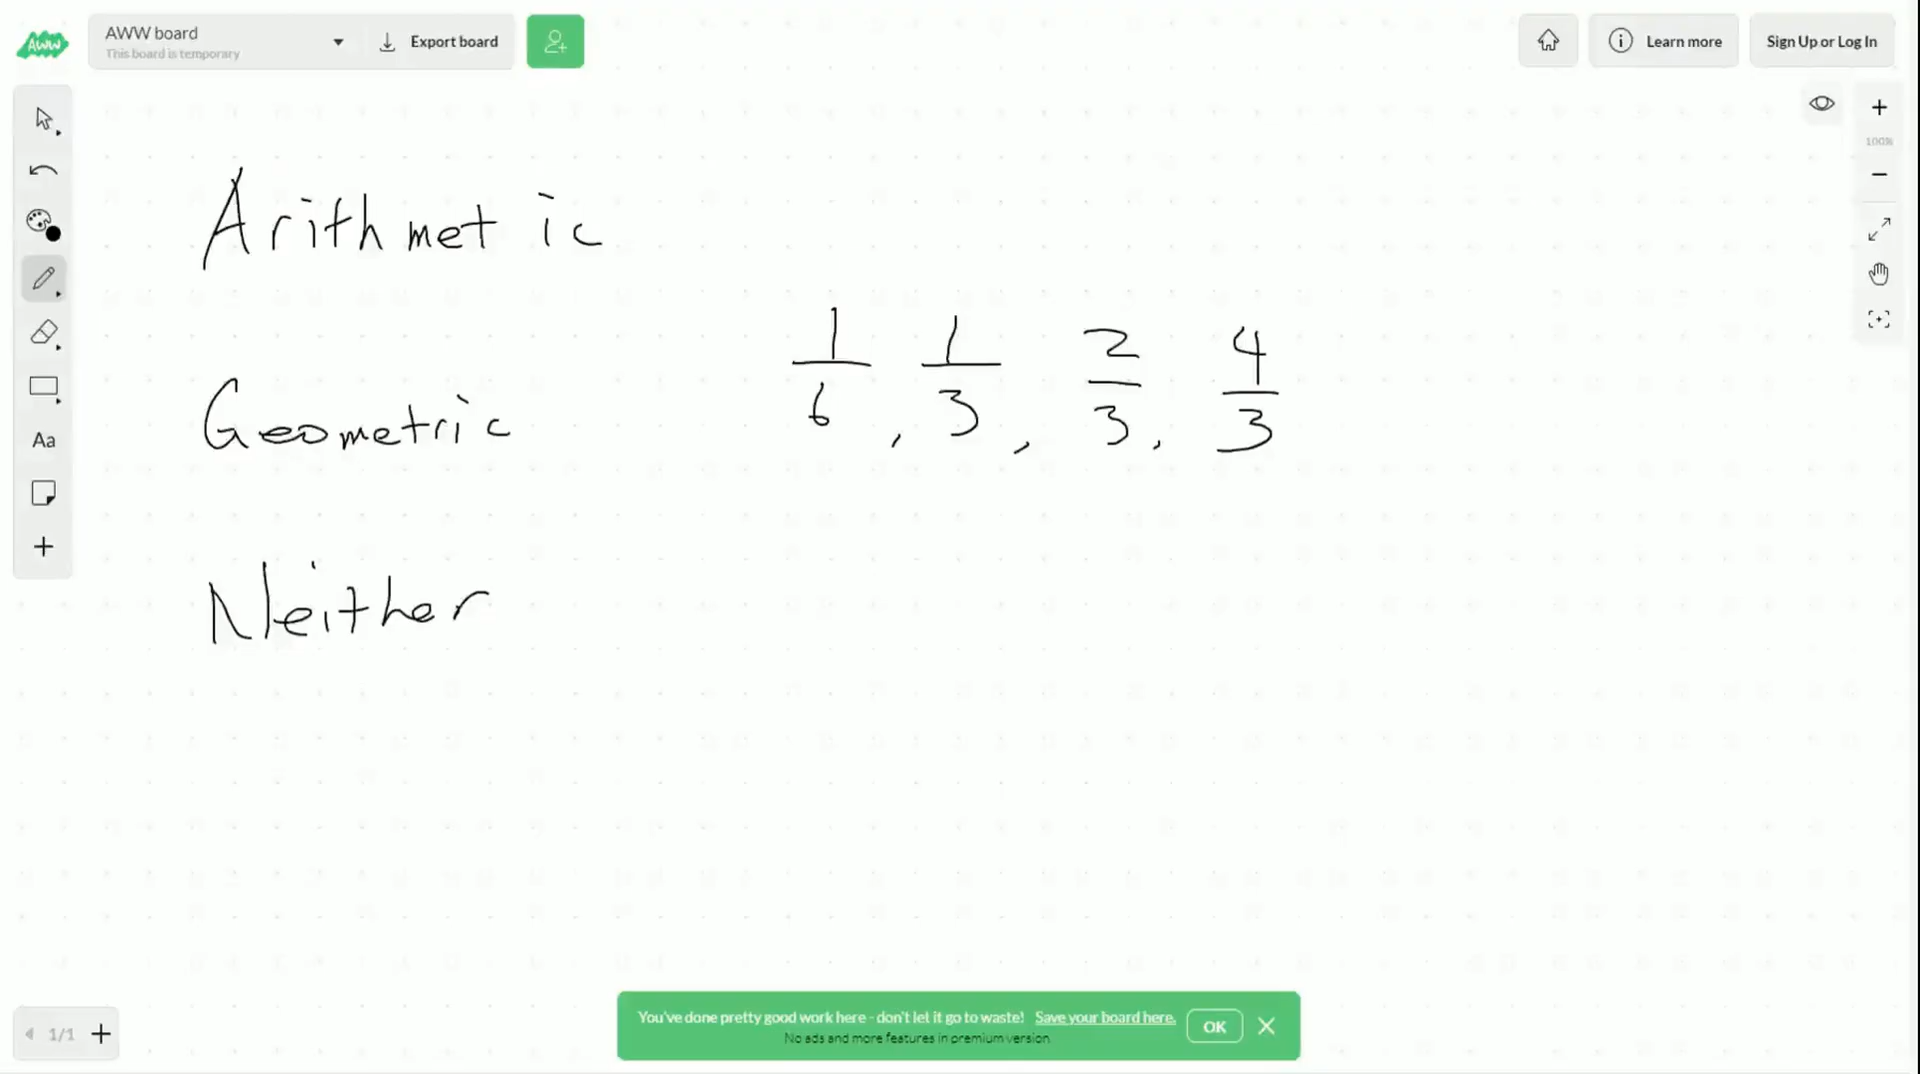 AWW
AWW board
This board is temporary
Export board
Learn more
Sign Up or Log In
100%
Arithmetic
1/6, 1/3, 2/3, 4/3
Geometric
Aa
Neither
You've done pretty good work here - don't let it go to waste! Save your board here.
No ads and more features in premium version
OK
1/1